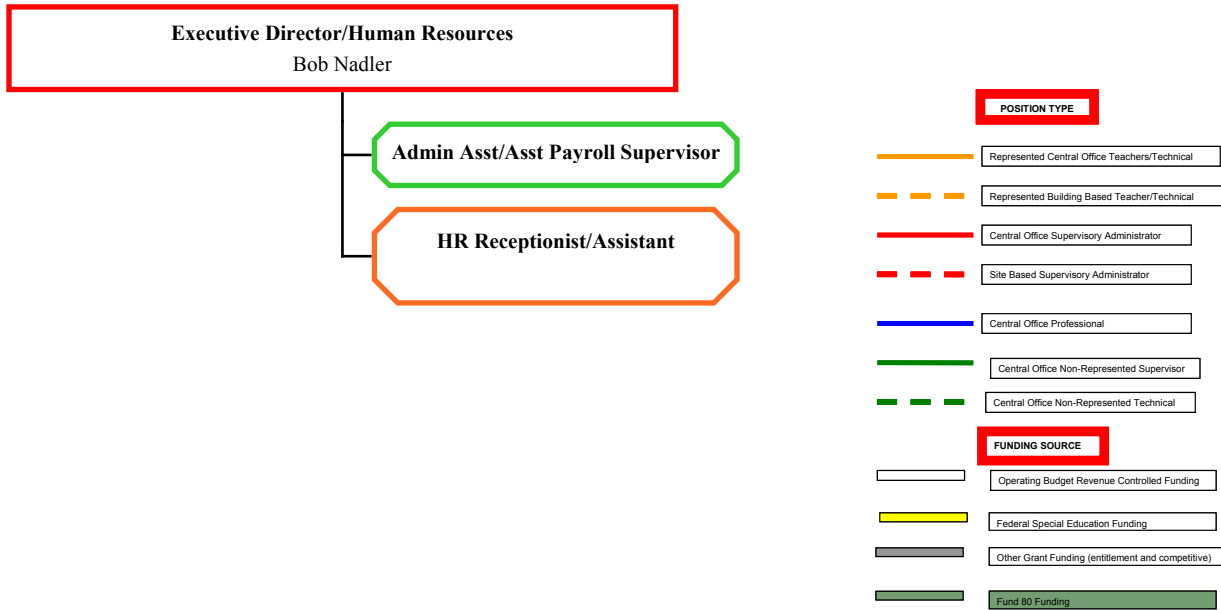 Executive Director/Human Resources
Bob Nadler
Admin Asst/Asst Payroll Supervisor
HR Receptionist/Assistant
POSITION TYPE
Represented Central Office Teachers/Technical
Represented Building Based Teacher/Technical
Central Office Supervisory Administrator
Site Based Supervisory Administrator
Central Office Professional
Central Office Non-Represented Supervisor
Central Office Non-Represented Technical
FUNDING SOURCE
Operating Budget Revenue Controlled Funding
Federal Special Education Funding
Other Grant Funding (entitlement and competitive)
Fund 80 Funding